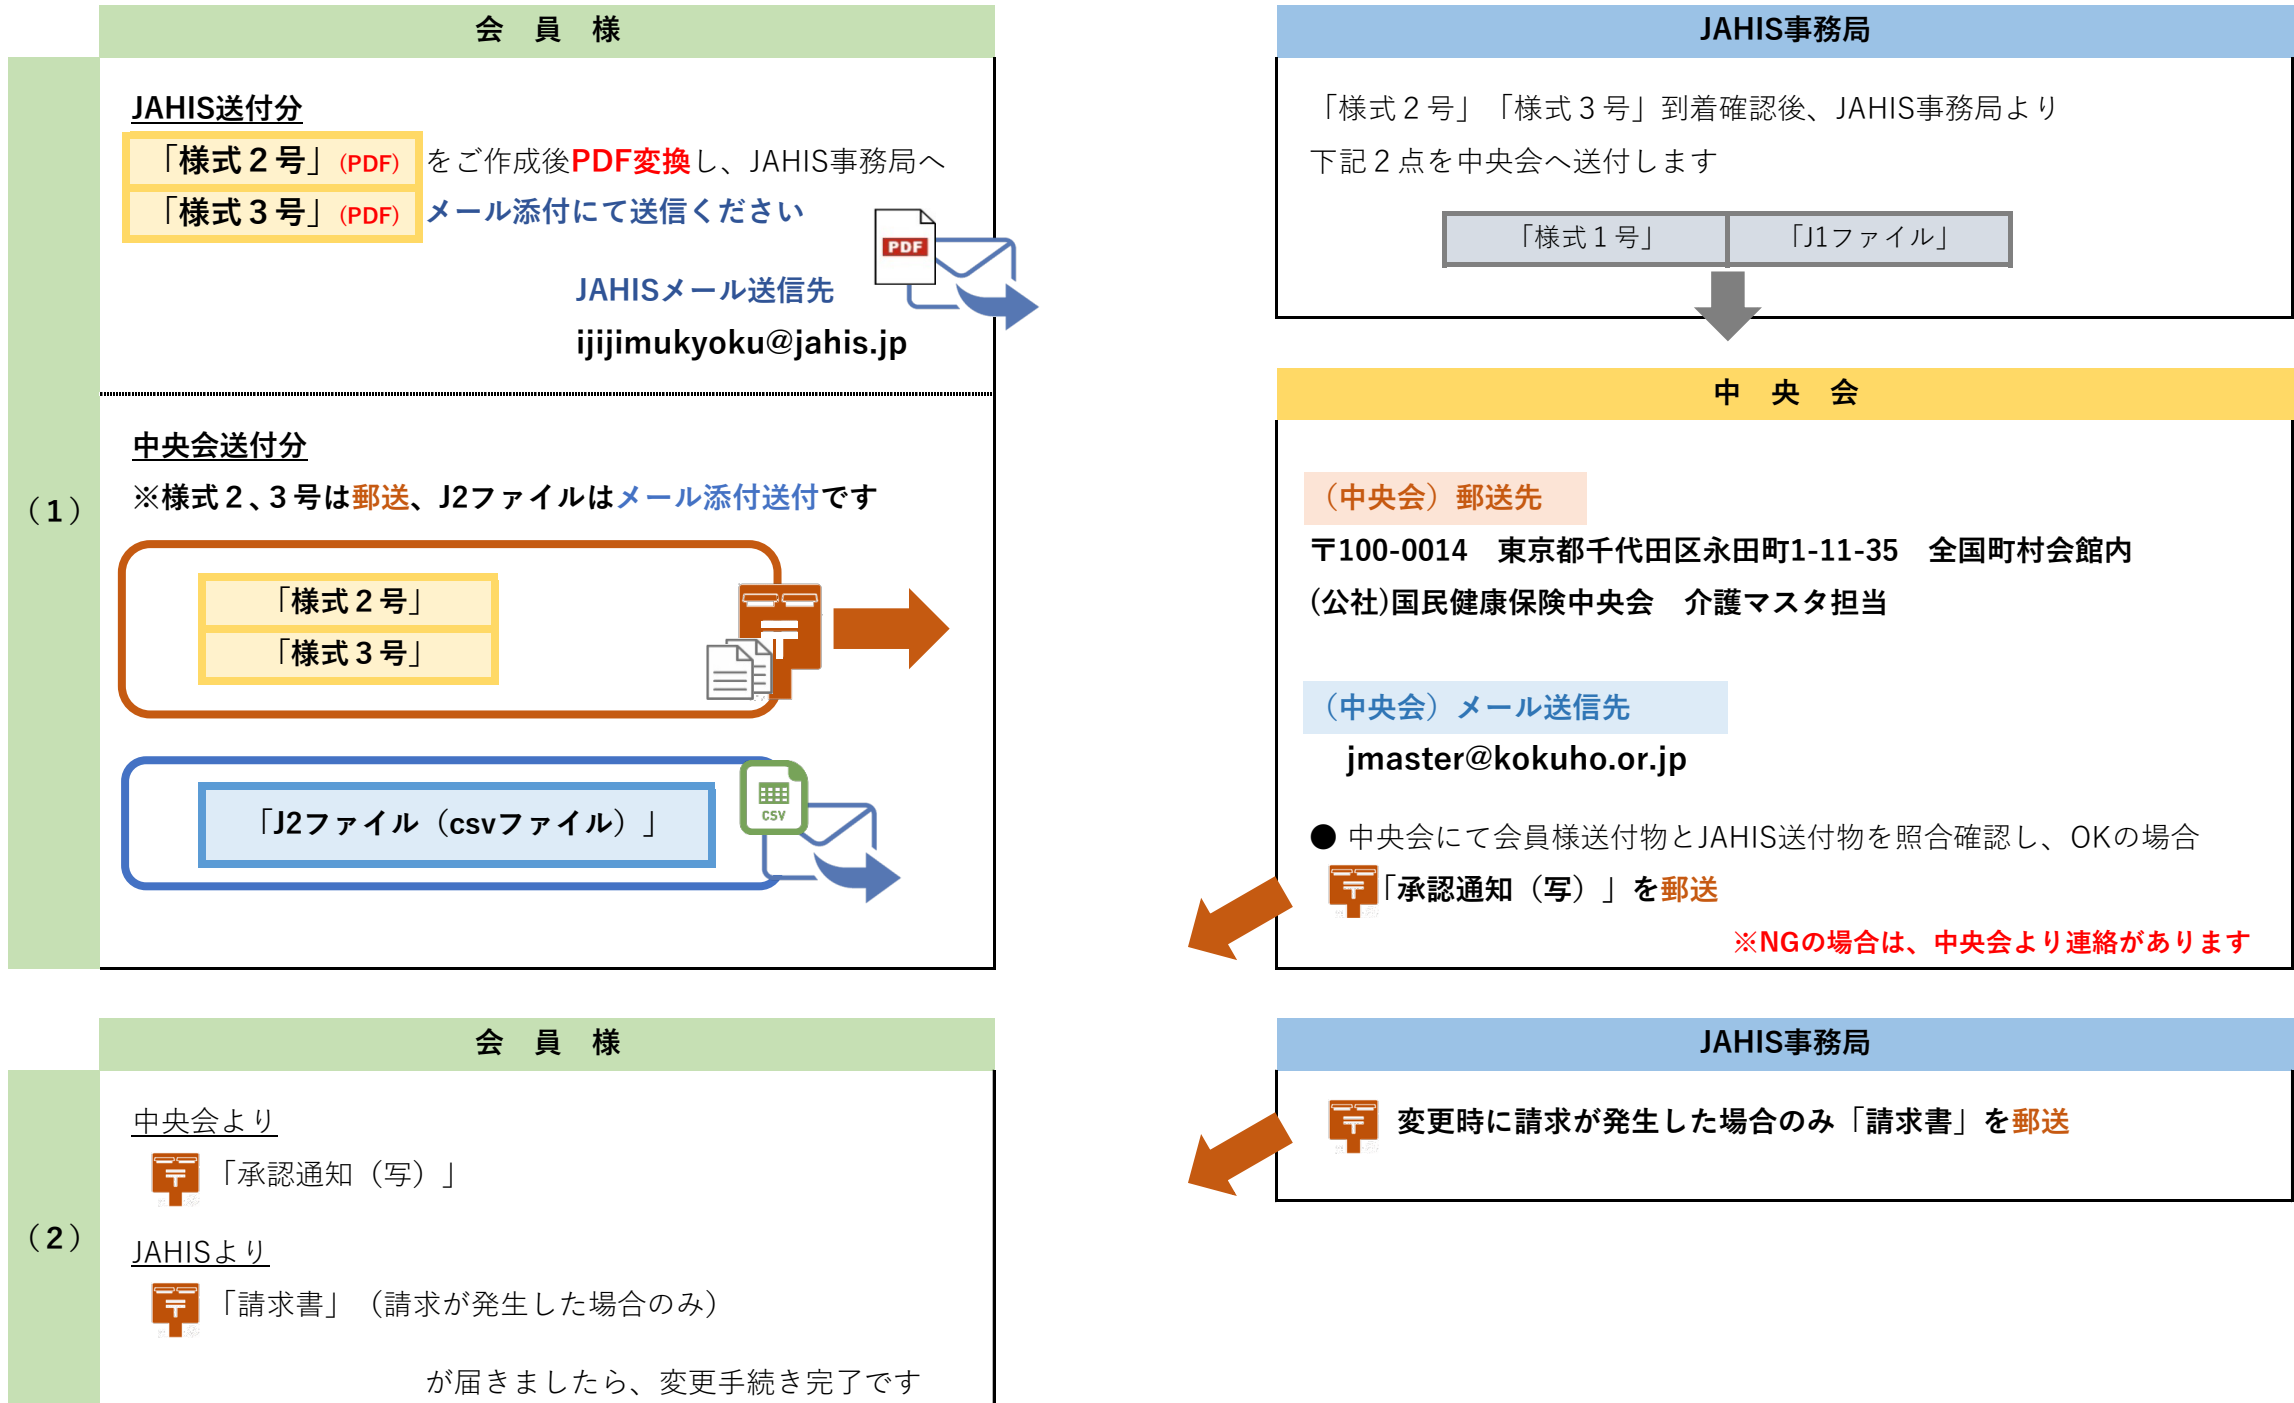 会　員　様
JAHIS事務局
（１）
JAHIS送付分
「様式２号」(PDF) をご作成後PDF変換し、JAHIS事務局へ
「様式３号」(PDF) メール添付にて送信ください
PDF
JAHISメール送信先
ijijimukyoku@jahis.jp
「様式２号」「様式３号」到着確認後、JAHIS事務局より
下記２点を中央会へ送付します
「様式１号」 「J1ファイル」
中央会送付分
※様式２、３号は郵送、J2ファイルはメール添付送付です
「様式２号」
「様式３号」
「J2ファイル（csvファイル）」
CSV
中　央　会
（中央会）郵送先
〒100-0014　東京都千代田区永田町1-11-35　全国町村会館内
(公社)国民健康保険中央会　介護マスタ担当
（中央会）メール送信先
jmaster@kokuho.or.jp
● 中央会にて会員様送付物とJAHIS送付物を照合確認し、OKの場合
「承認通知（写）」を郵送
※NGの場合は、中央会より連絡があります
会　員　様
JAHIS事務局
（２）
中央会より
「承認通知（写）」
JAHISより
「請求書」（請求が発生した場合のみ）
が届きましたら、変更手続き完了です
変更時に請求が発生した場合のみ「請求書」を郵送